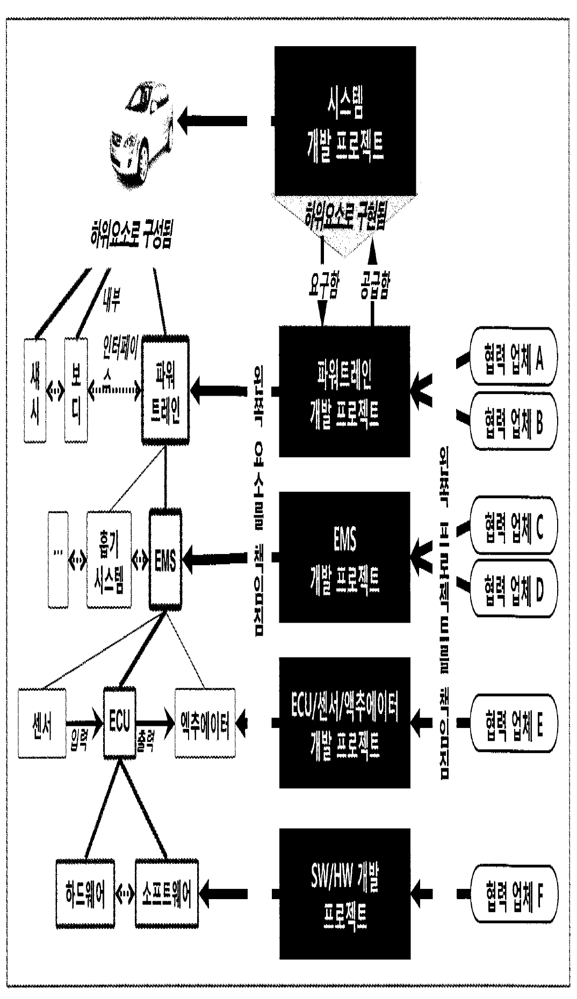 시스템
개발 프로젝트
하위요소로 구현됨
하위요소로 구성됨
요구함
공급함
내부
인터페이
스
섀
시
보
디
파워
트레인
파워트레인
개발 프로젝트
협력 업체 A
협력 업체 B
왼쪽 요소를 책임짐
왼쪽 프로젝트를 책임짐
...
흡기
시스템
EMS
EMS
개발 프로젝트
협력 업체 C
협력 업체 D
센서
입력
ECU
출력
액추에이터
ECU/센서/액추에이터
개발 프로젝트
협력 업체 E
하드웨어
...
소프트웨어
SW/HW 개발
프로젝트
협력 업체 F